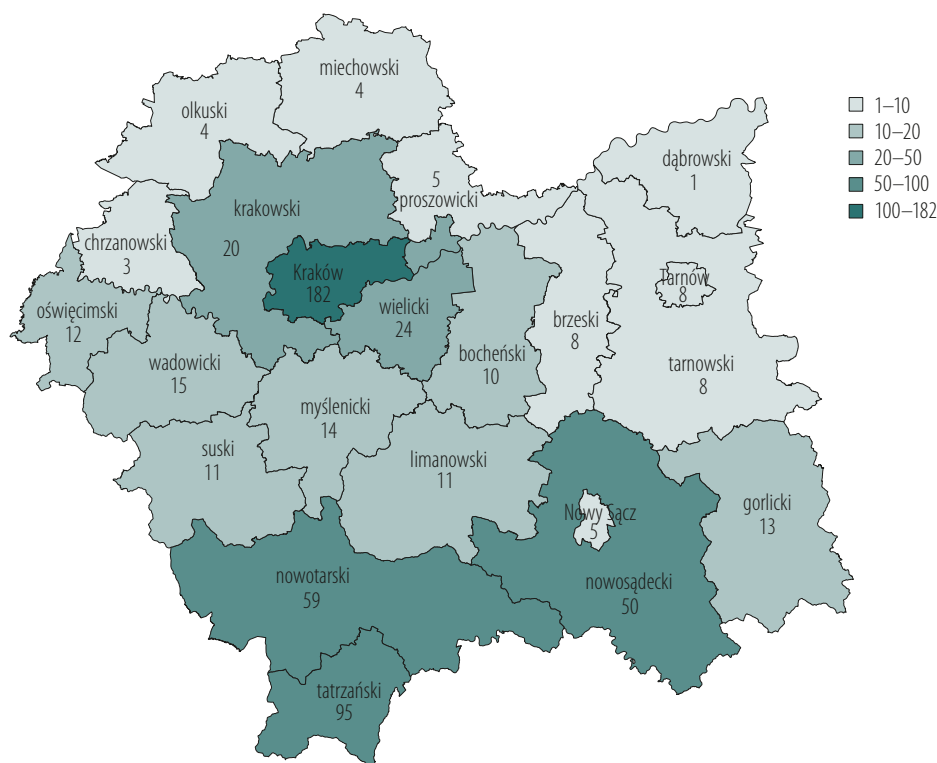 miechowski
4
olkuski
4
1–10
10–20
20–50
50–100
100–182
dąbrowski
1
5
proszowicki
krakowski
20
chrzanowski
3
Kraków
182
Tarnów
8
oświęcimski
12
wielicki
24
brzeski
8
bocheński
10
wadowicki
15
tarnowski
8
myślenicki
14
suski
11
limanowski
11
gorlicki
13
Nowy Sącz
5
nowotarski
59
nowosądecki
50
tatrzański
95